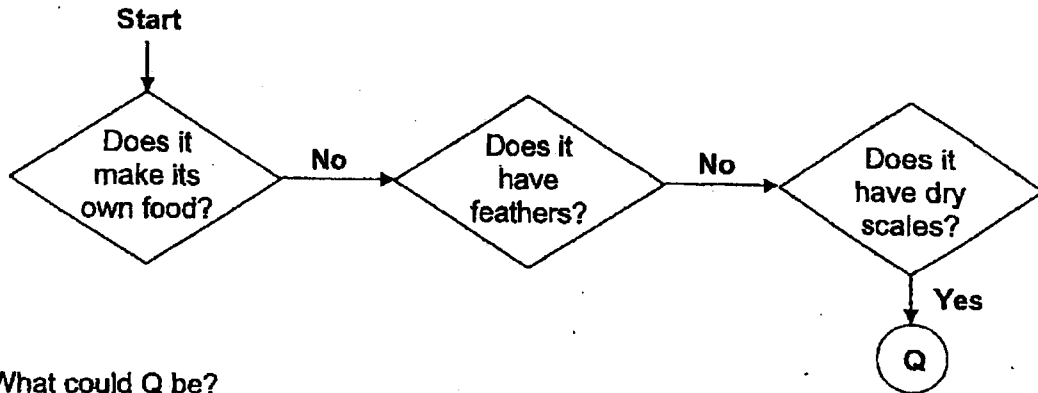 Start
Does it
make its
own food?
No
Does it
have
feathers?
No
Does it
have dry
scales?
Yes
Q
What could Q be?